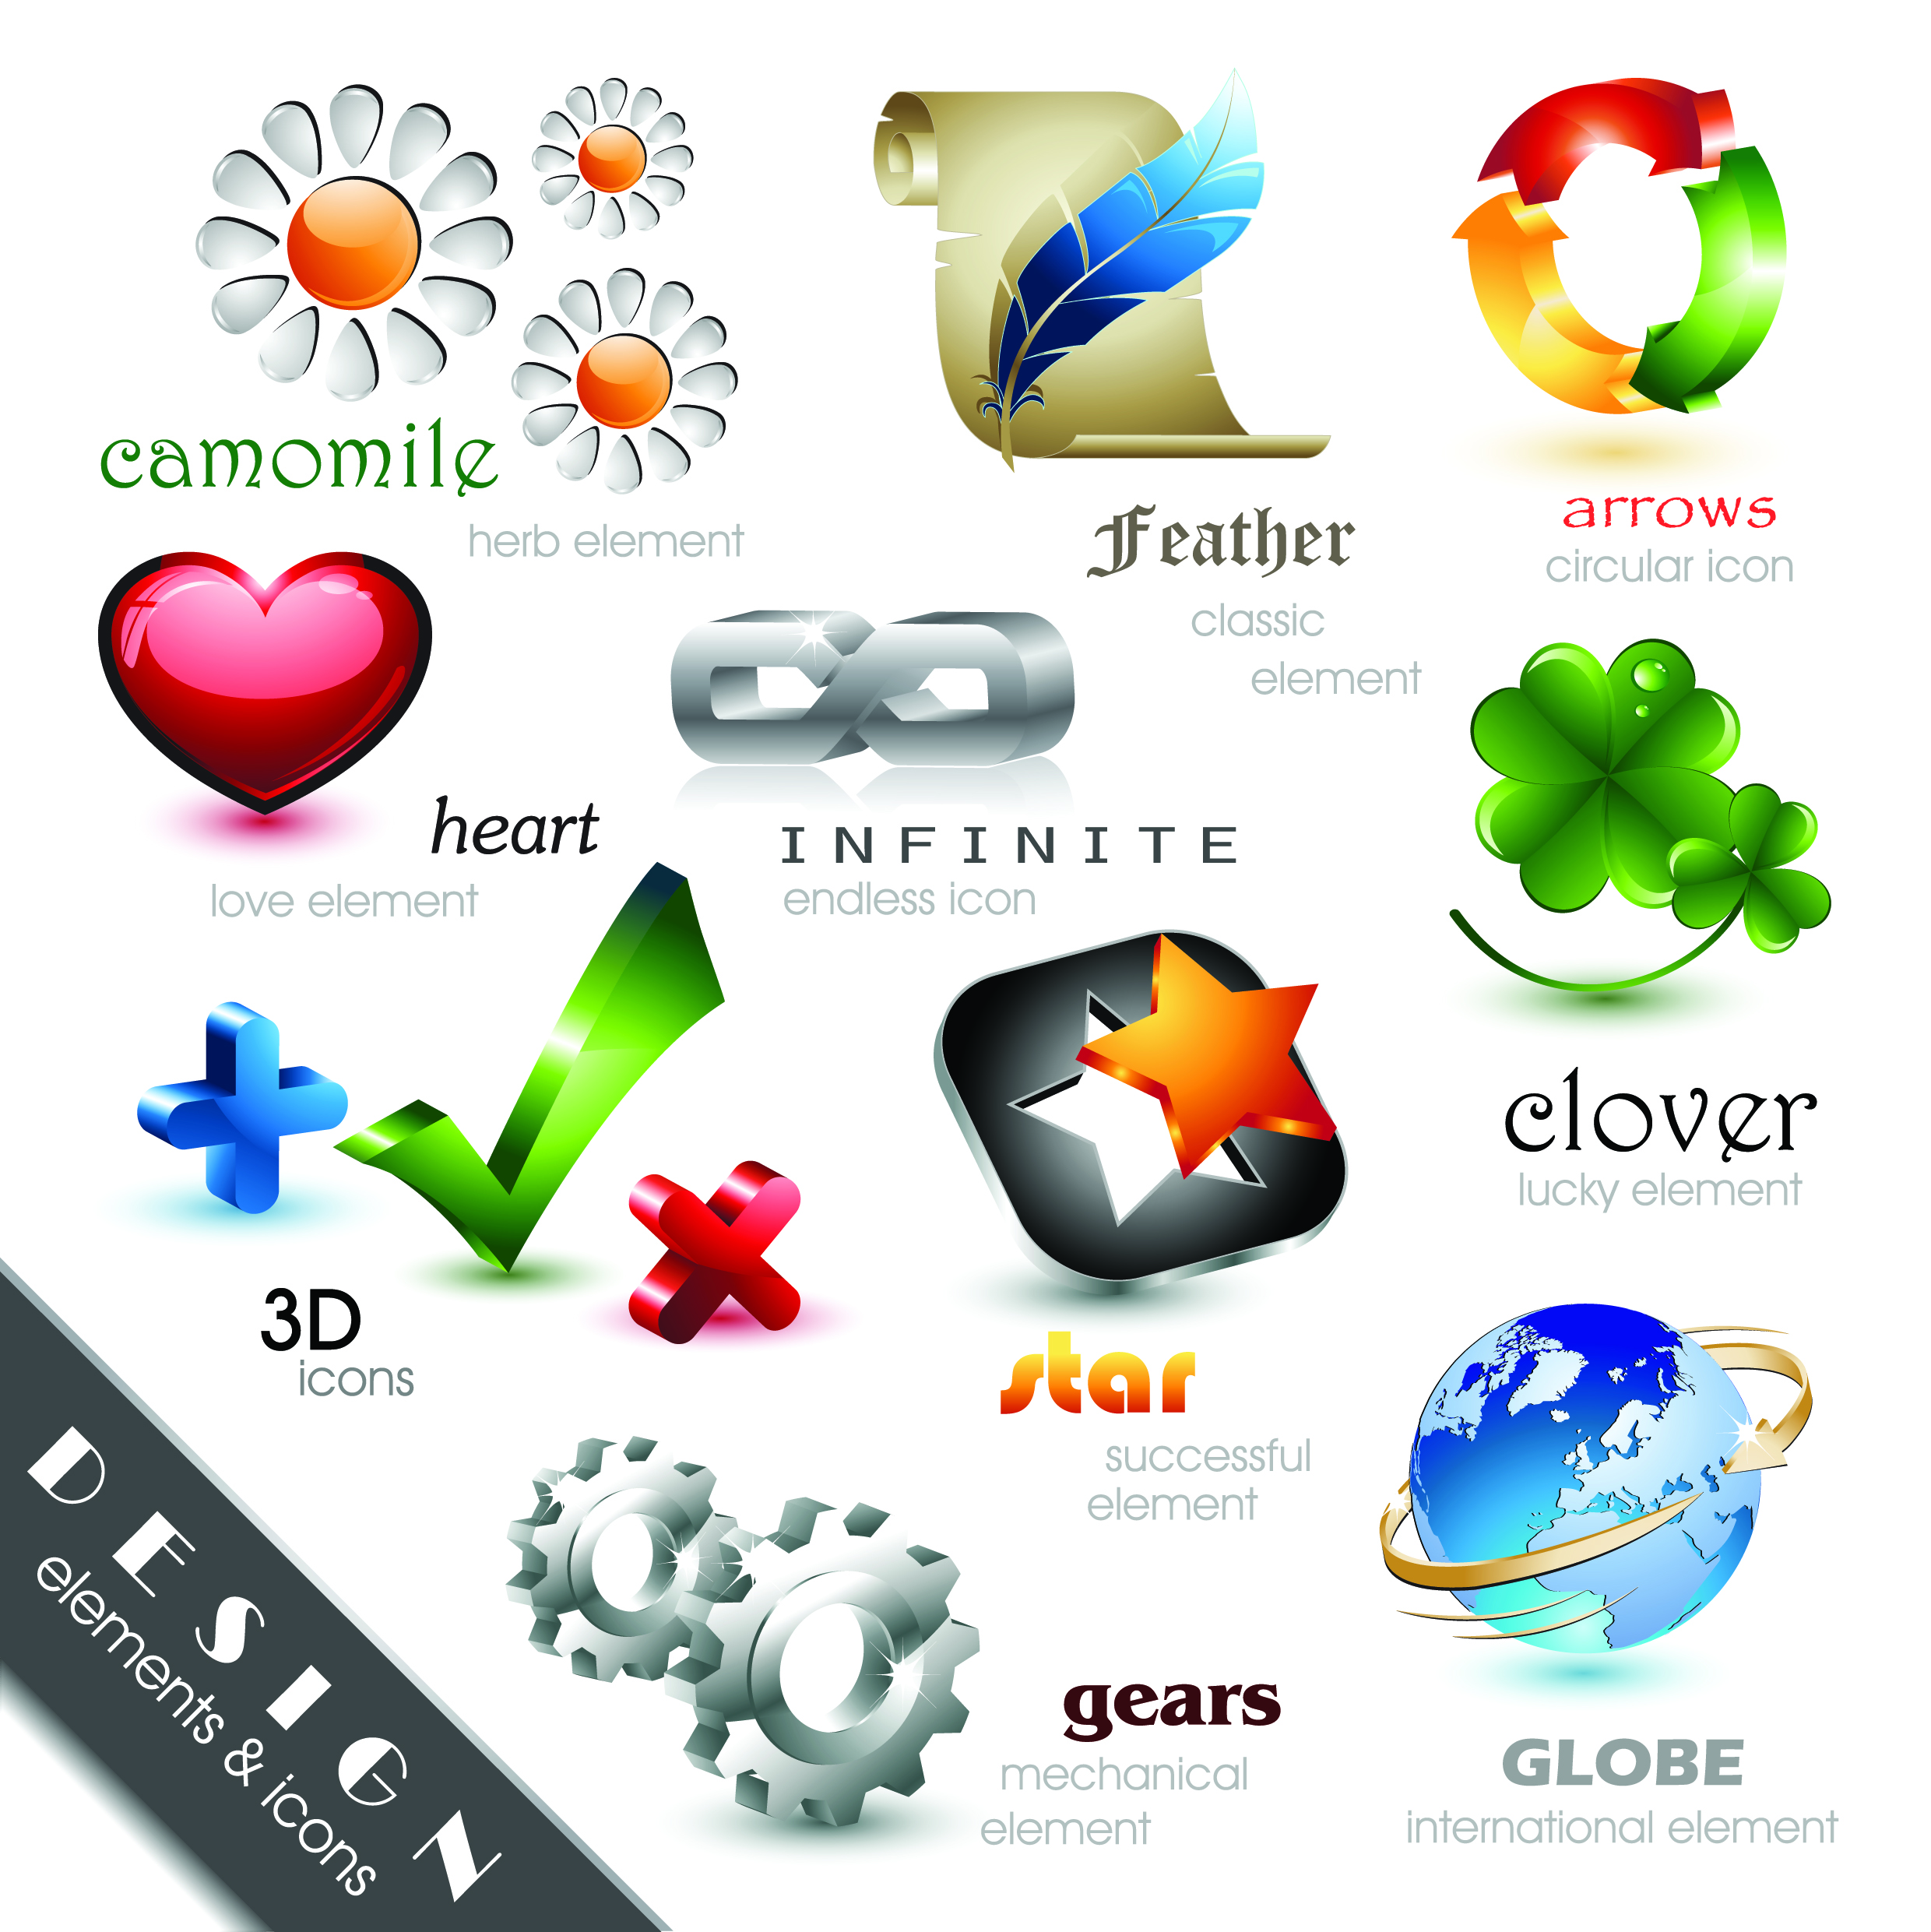 camomile
herb element
Feather
classic
element
arrows
circular icon
heart
love element
INFINITE
endless icon
clover
lucky element
3D
icons
star
successful
element
gears
mechanical
element
GLOBE
international element
DESIGN
elements & icons